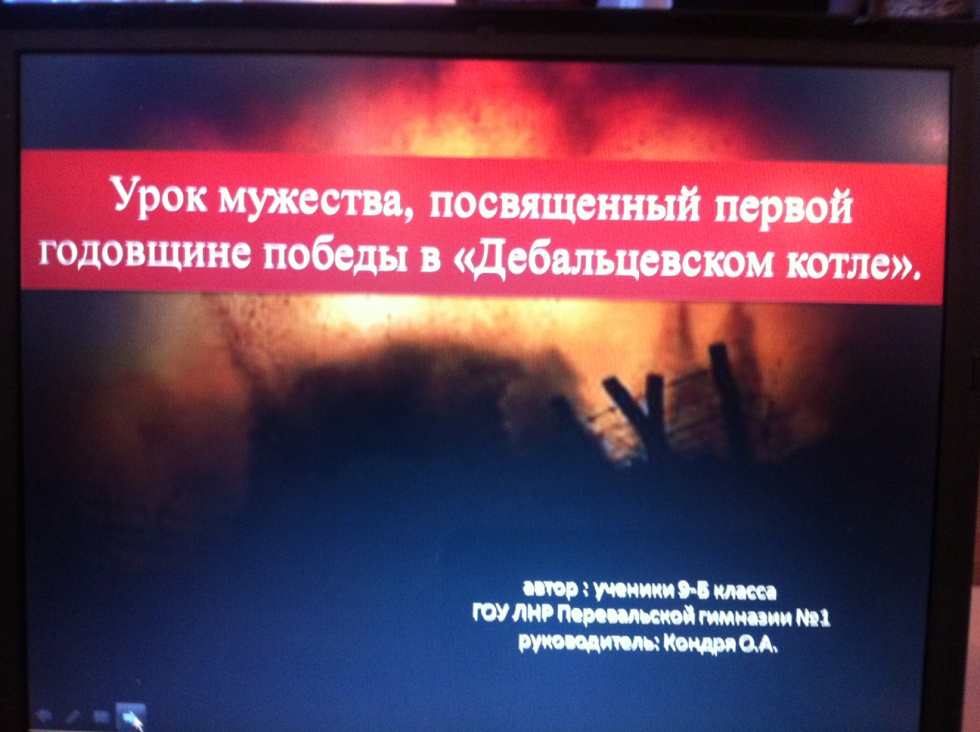 Урок мужества, посвященный первой
годовщине победы в «Дебальцевском котле».
автор : ученики 9-Б класса
ГОУ ЛНР Перевальской гимназии №1
руководитель: Кондря О.А.